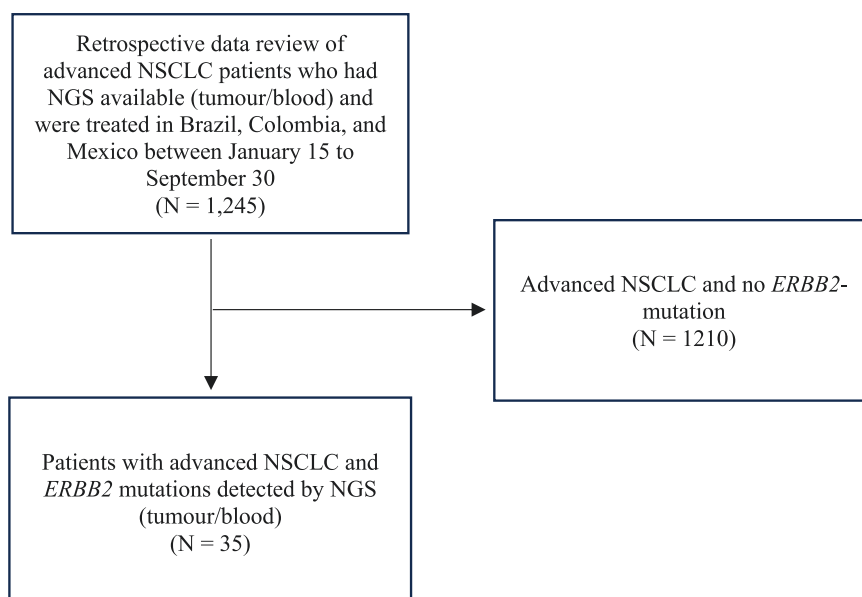 Retrospective data review of
advanced NSCLC patients who had
NGS available (tumour/blood) and
were treated in Brazil, Colombia, and
Mexico between January 15 to
September 30
(N = 1,245)
Advanced NSCLC and no ERBB2-
mutation
(N = 1210)
Patients with advanced NSCLC and
ERBB2 mutations detected by NGS
(tumour/blood)
(N = 35)